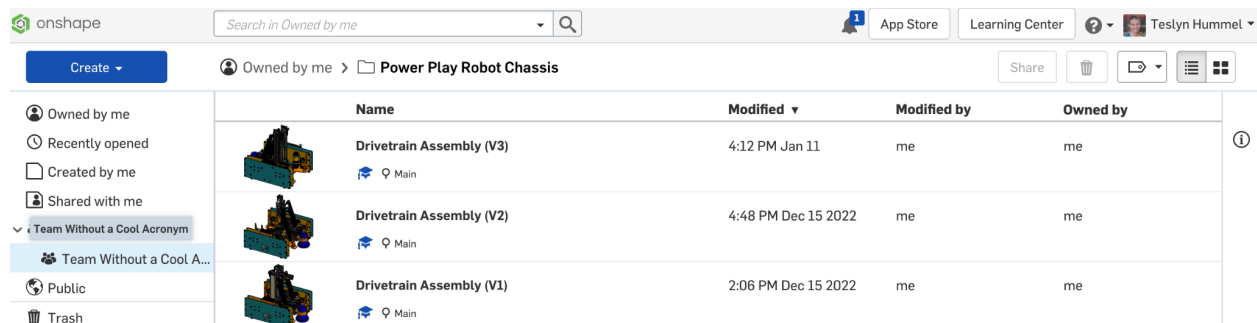 onshape
Search in Owned by me
1
App Store
Learning Center
Teslyn Hummel
Create
Owned by me > Power Play Robot Chassis
Share
Owned by me
Recently opened
Created by me
Shared with me
Team Without a Cool Acronym
Team Without a Cool A...
Public
Trash
Name Modified Modified by Owned by
Drivetrain Assembly (V3) 4:12 PM Jan 11 me me
Main
Drivetrain Assembly (V2) 4:48 PM Dec 15 2022 me me
Main
Drivetrain Assembly (V1) 2:06 PM Dec 15 2022 me me
Main